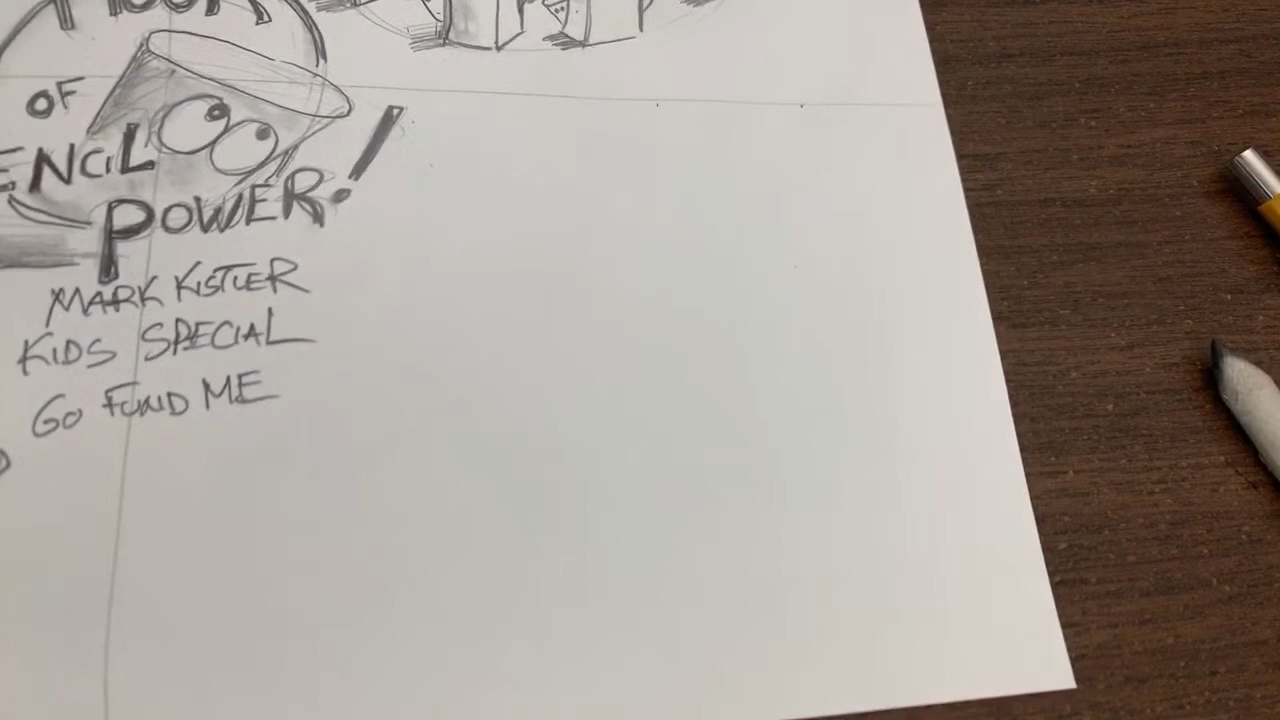 OF
ENCIL
POWER!
MARK KISTLER
KIDS SPECIAL
GO FUND ME